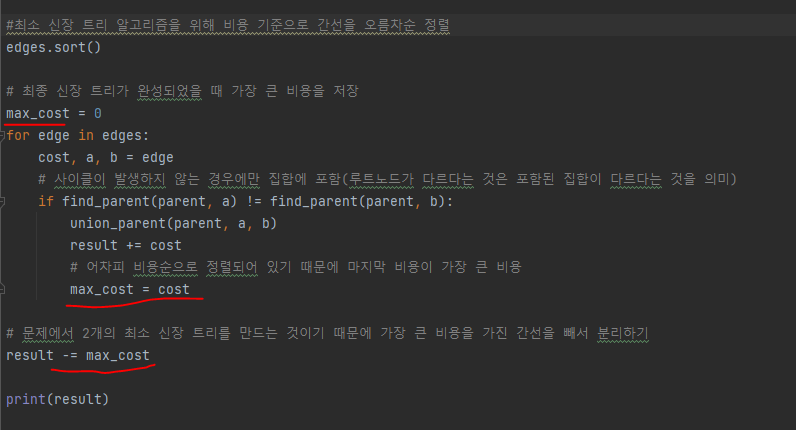 #최소 신장 트리 알고리즘을 위해 비용 기준으로 간선을 오름차순 정렬
edges.sort()
# 최종 신장 트리가 완성되었을 때 가장 큰 비용을 저장
max_cost = 0
for edge in edges:
cost, a, b = edge
# 사이클이 발생하지 않는 경우에만 집합에 포함(루트노드가 다르다는 것은 포함된 집합이 다르다는 것을 의미)
if find_parent(parent, a) != find_parent(parent, b):
union_parent(parent, a, b)
result += cost
# 어차피 비용순으로 정렬되어 있기 때문에 마지막 비용이 가장 큰 비용
max_cost = cost
# 문제에서 2개의 최소 신장 트리를 만드는 것이기 때문에 가장 큰 비용을 가진 간선을 빼서 분리하기
result -= max_cost
print(result)